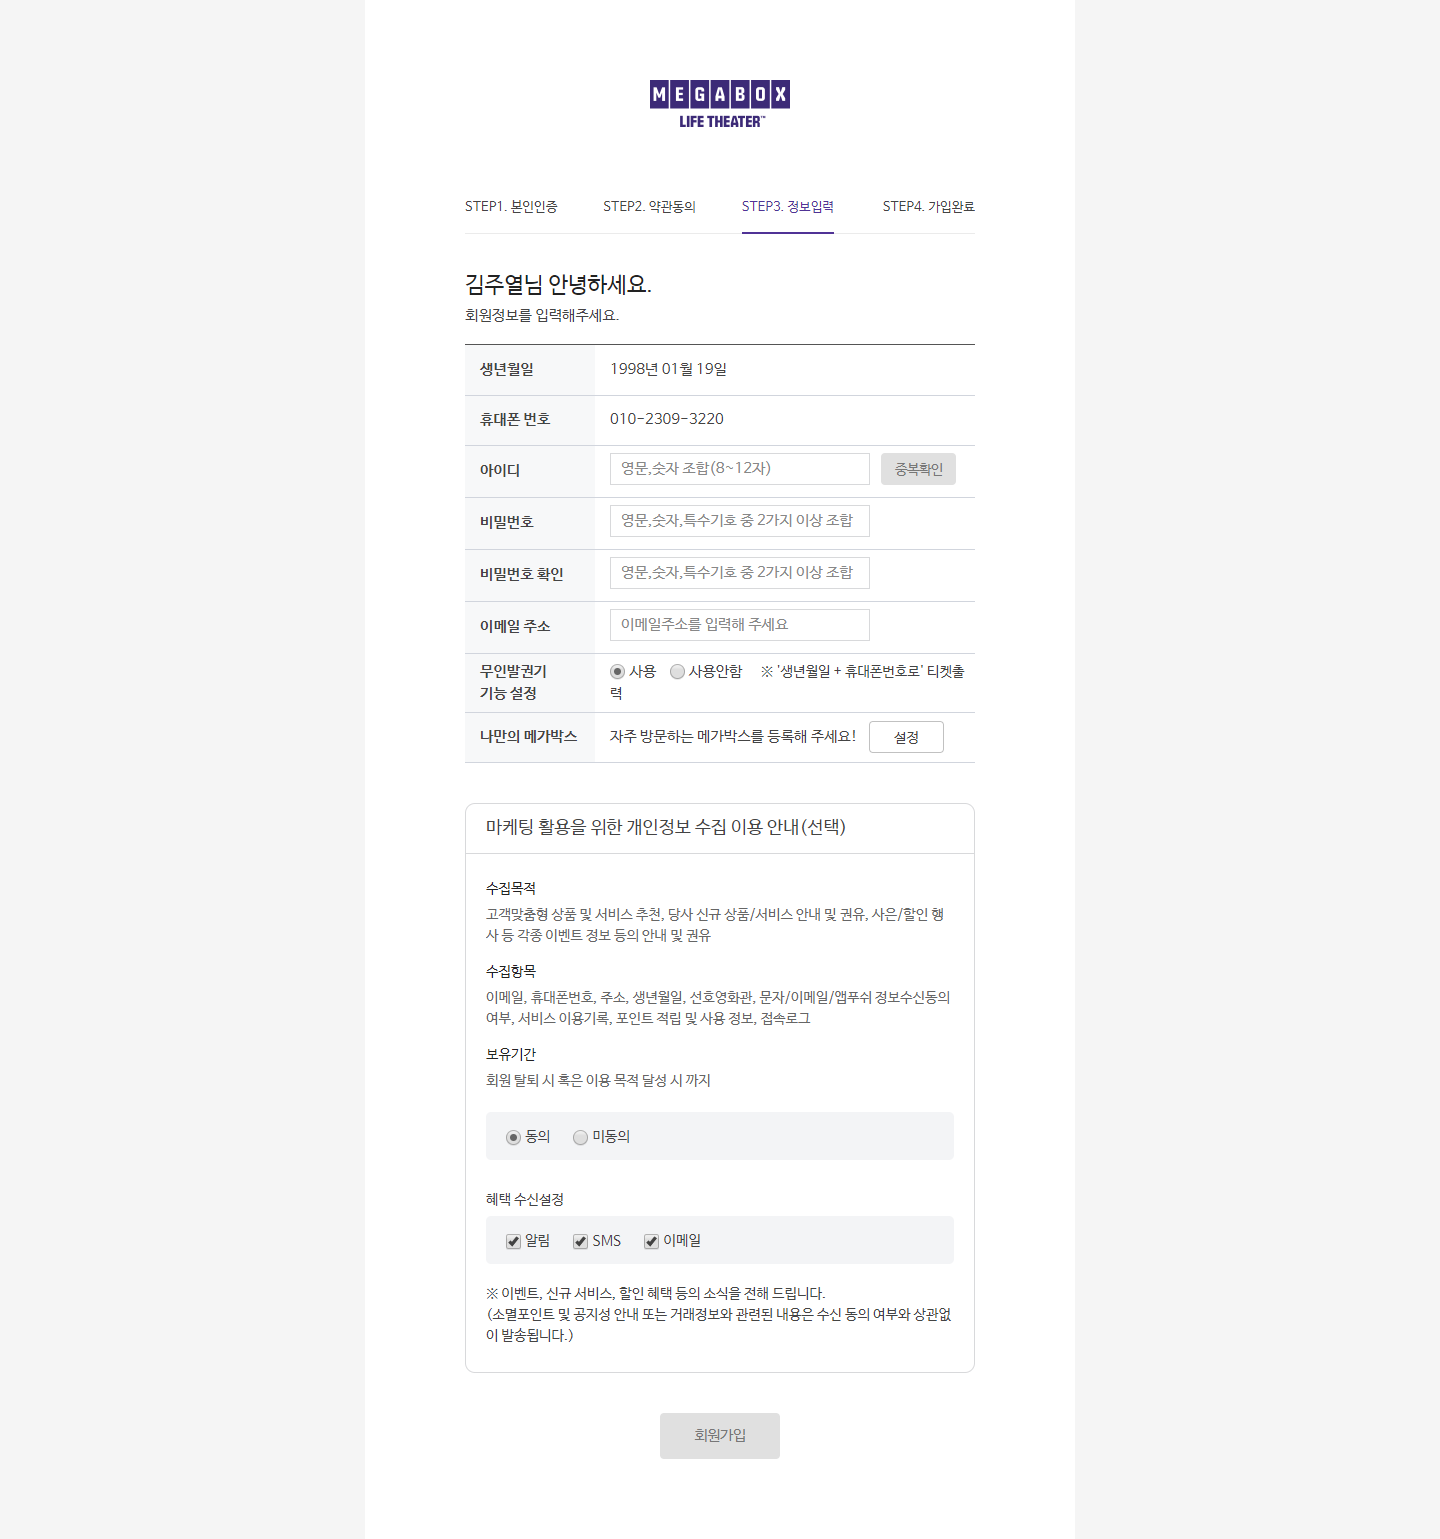 MEGABOX
LIFE THEATER™
STEP1. 본인인증 STEP2. 약관동의 STEP3. 정보입력 STEP4. 가입완료
김주열님 안녕하세요.
회원정보를 입력해주세요.
생년월일 1998년 01월 19일
휴대폰 번호 010-2309-3220
아이디 영문,숫자 조합(8~12자) 중복확인
비밀번호 영문,숫자,특수기호 중 2가지 이상 조합
비밀번호 확인 영문,숫자,특수기호 중 2가지 이상 조합
이메일 주소 이메일주소를 입력해 주세요
무인발권기
기능 설정
사용 사용안함 ※ '생년월일 + 휴대폰번호로' 티켓출
력
나만의 메가박스 자주 방문하는 메가박스를 등록해 주세요! 설정
마케팅 활용을 위한 개인정보 수집 이용 안내(선택)
수집목적
고객맞춤형 상품 및 서비스 추천, 당사 신규 상품/서비스 안내 및 권유, 사은/할인 행
사 등 각종 이벤트 정보 등의 안내 및 권유
수집항목
이메일, 휴대폰번호, 주소, 생년월일, 선호영화관, 문자/이메일/앱푸쉬 정보수신동의
여부, 서비스 이용기록, 포인트 적립 및 사용 정보, 접속로그
보유기간
회원 탈퇴 시 혹은 이용 목적 달성 시 까지
동의 미동의
혜택 수신설정
알림 SMS 이메일
※ 이벤트, 신규 서비스, 할인 혜택 등의 소식을 전해 드립니다.
(소멸포인트 및 공지성 안내 또는 거래정보와 관련된 내용은 수신 동의 여부와 상관없
이 발송됩니다.)
회원가입